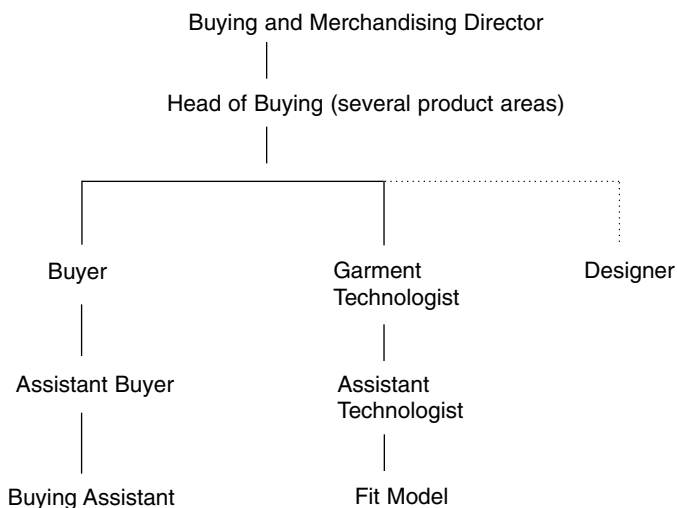 Buying and Merchandising Director
Head of Buying (several product areas)
Buyer
Garment
Technologist
Designer
Assistant Buyer
Assistant
Technologist
Buying Assistant
Fit Model